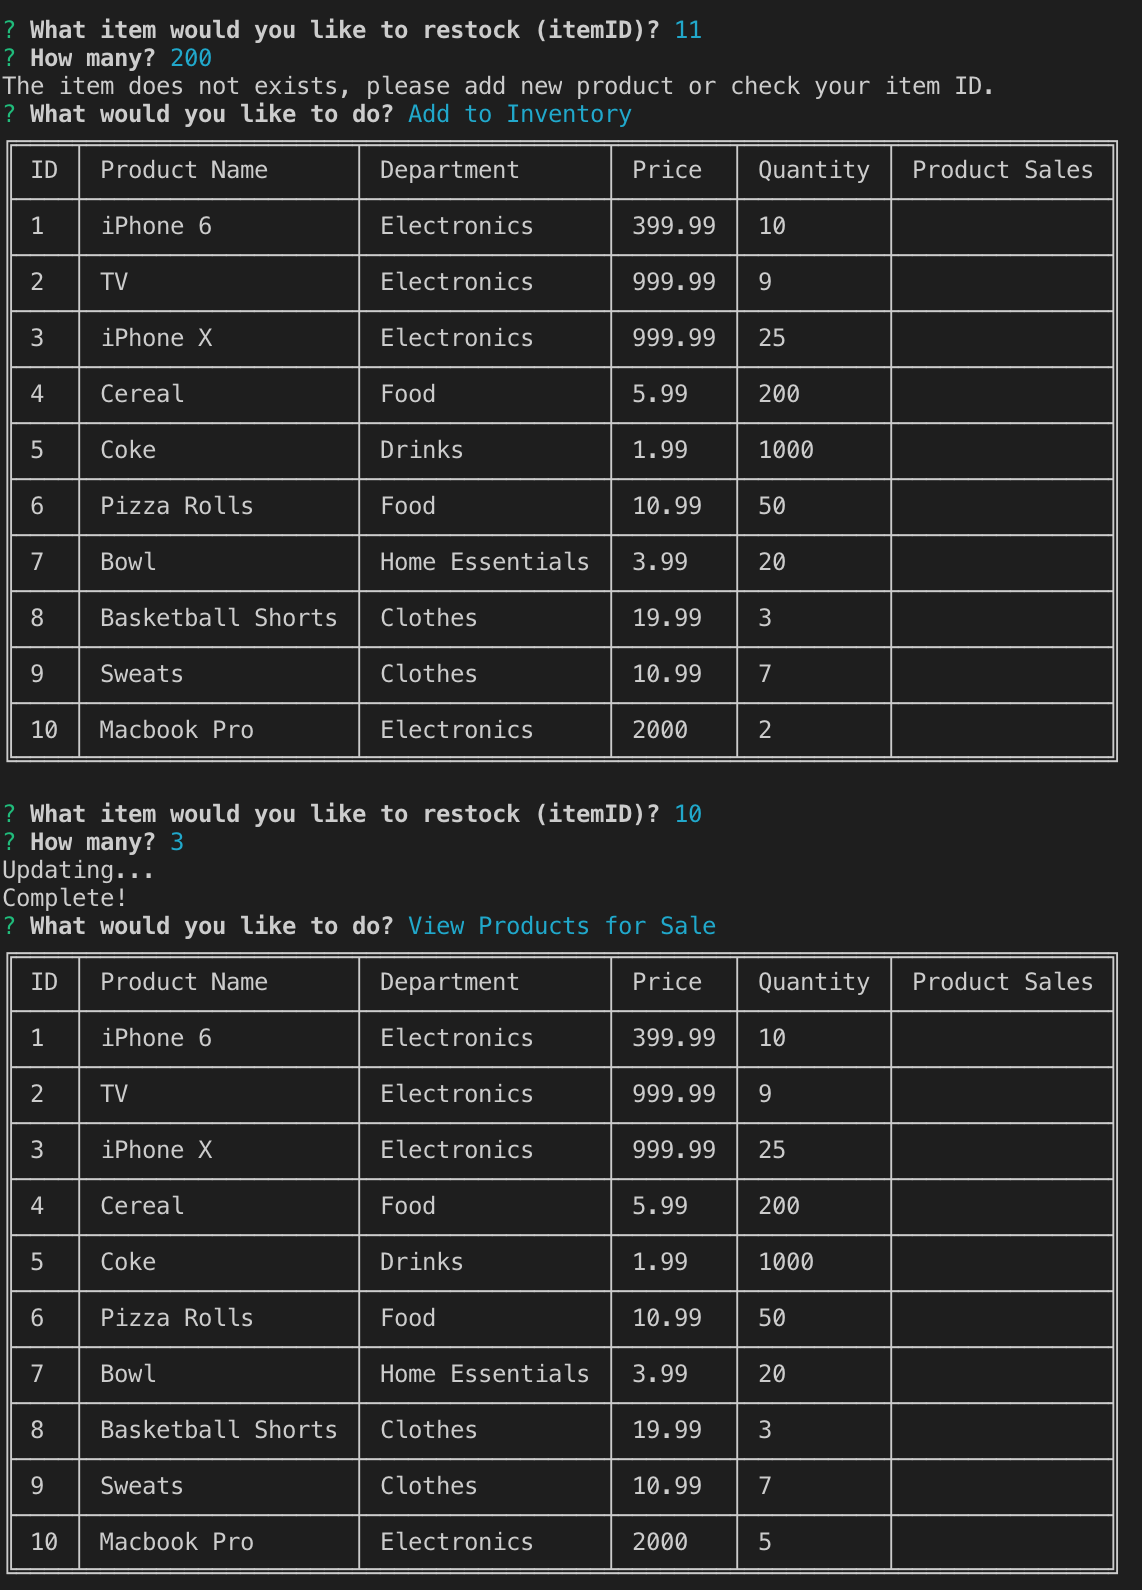 ? What item would you like to restock (itemID)? 11
? How many? 200
The item does not exists, please add new product or check your item ID.
? What would you like to do? Add to Inventory
ID Product Name Department Price Quantity Product Sales
1 iPhone 6 Electronics 399.99 10
2 TV Electronics 999.99 9
3 iPhone X Electronics 999.99 25
4 Cereal Food 5.99 200
5 Coke Drinks 1.99 1000
6 Pizza Rolls Food 10.99 50
7 Bowl Home Essentials 3.99 20
8 Basketball Shorts Clothes 19.99 3
9 Sweats Clothes 10.99 7
10 Macbook Pro Electronics 2000 2
? What item would you like to restock (itemID)? 10
? How many? 3
Updating...
Complete!
? What would you like to do? View Products for Sale
ID Product Name Department Price Quantity Product Sales
1 iPhone 6 Electronics 399.99 10
2 TV Electronics 999.99 9
3 iPhone X Electronics 999.99 25
4 Cereal Food 5.99 200
5 Coke Drinks 1.99 1000
6 Pizza Rolls Food 10.99 50
7 Bowl Home Essentials 3.99 20
8 Basketball Shorts Clothes 19.99 3
9 Sweats Clothes 10.99 7
10 Macbook Pro Electronics 2000 5